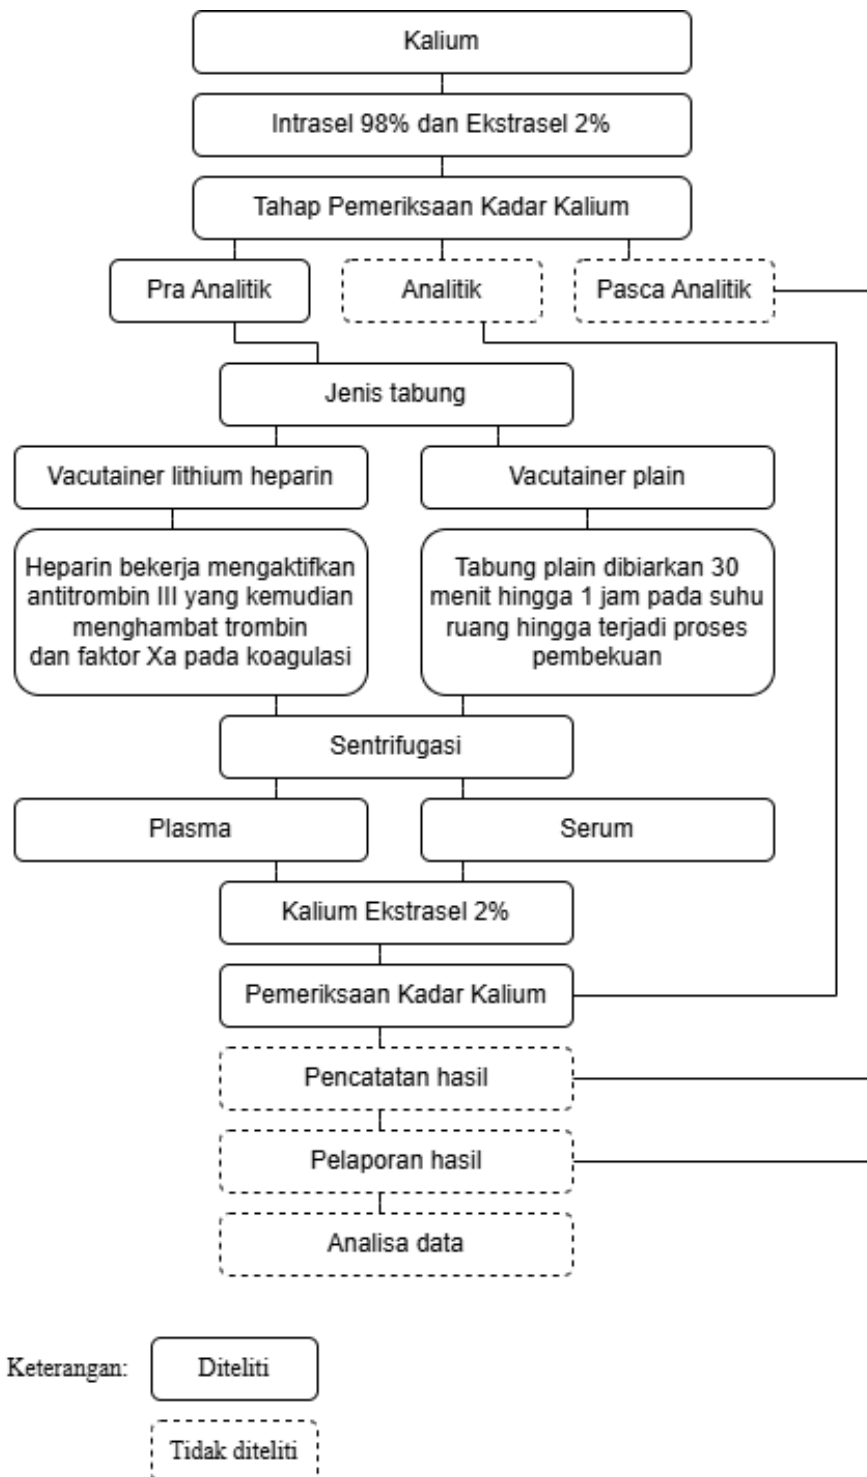 Kalium
Intrasel 98% dan Ekstrasel 2%
Tahap Pemeriksaan Kadar Kalium
Pra Analitik
Analitik
Pasca Analitik
Jenis tabung
Vacutainer lithium heparin
Vacutainer plain
Heparin bekerja mengaktifkan
antitrombin III yang kemudian
menghambat trombin
dan faktor Xa pada koagulasi
Tabung plain dibiarkan 30
menit hingga 1 jam pada suhu
ruang hingga terjadi proses
pembekuan
Sentrifugasi
Plasma
Serum
Kalium Ekstrasel 2%
Pemeriksaan Kadar Kalium
Pencatatan hasil
Pelaporan hasil
Analisa data
Keterangan:
Diteliti
Tidak diteliti